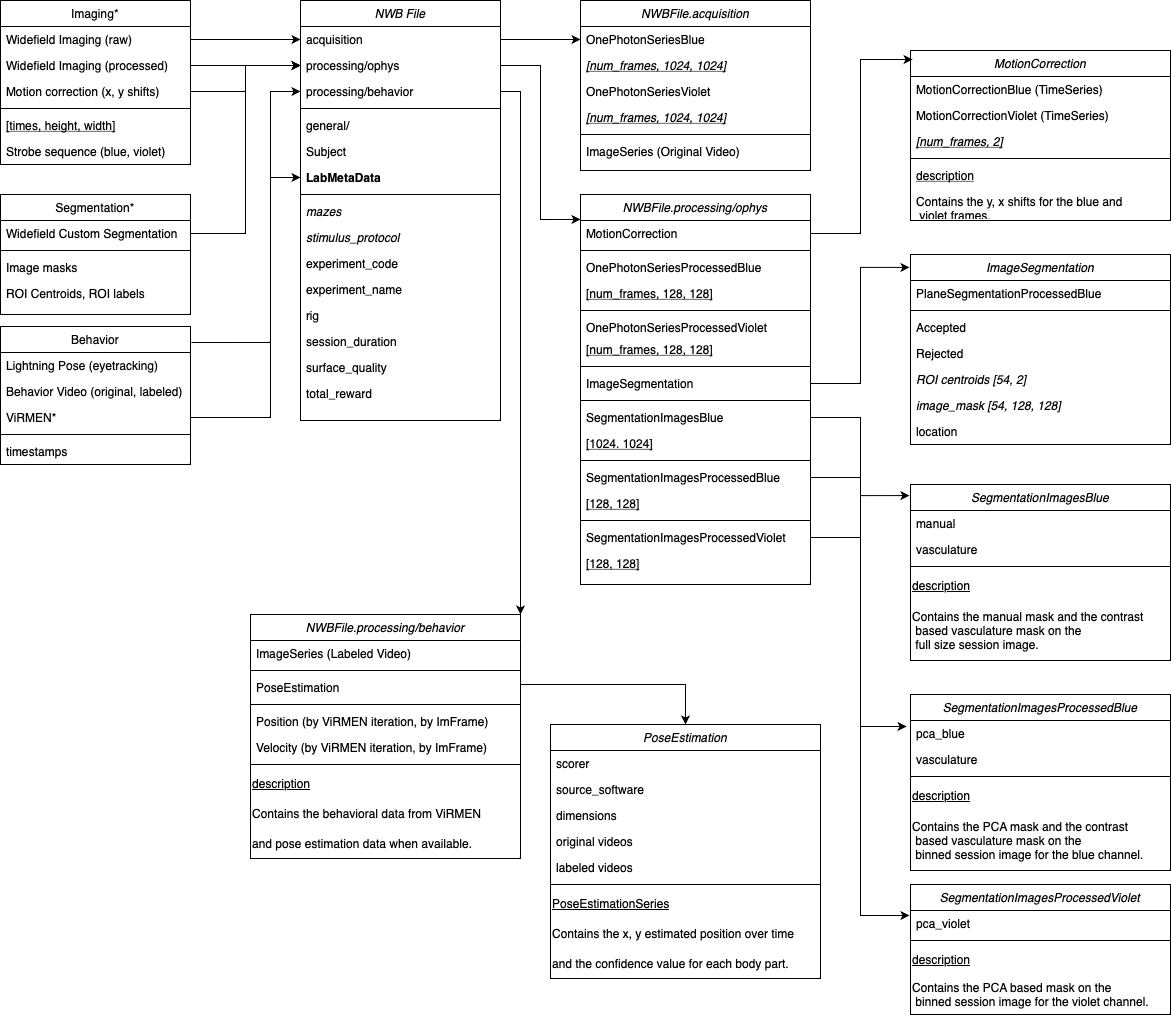 Imaging*
Widefield Imaging (raw)
Widefield Imaging (processed)
Motion correction (x, y shifts)
[times, height, width]
Strobe sequence (blue, violet)
Segmentation*
Widefield Custom Segmentation
Image masks
ROI Centroids, ROI labels
Behavior
Lightning Pose (eyetracking)
Behavior Video (original, labeled)
ViRMEN*
timestamps
NWB File
acquisition
processing/ophys
processing/behavior
general/
Subject
LabMetaData
mazes
stimulus_protocol
experiment_code
experiment_name
rig
session_duration
surface_quality
total_reward
NWBFile.acquisition
OnePhotonSeriesBlue
[num_frames, 1024, 1024]
OnePhotonSeriesViolet
[num_frames, 1024, 1024]
ImageSeries (Original Video)
NWBFile.processing/ophys
MotionCorrection
OnePhotonSeriesProcessedBlue
[num_frames, 128, 128]
OnePhotonSeriesProcessedViolet
[num_frames, 128, 128]
ImageSegmentation
SegmentationImagesBlue
[1024. 1024]
SegmentationImagesProcessedBlue
[128, 128]
SegmentationImagesProcessedViolet
[128, 128]
MotionCorrection
MotionCorrectionBlue (TimeSeries)
MotionCorrectionViolet (TimeSeries)
[num_frames, 2]
description
Contains the y, x shifts for the blue and
violet frames.
ImageSegmentation
PlaneSegmentationProcessedBlue
Accepted
Rejected
ROI centroids [54, 2]
image_mask [54, 128, 128]
location
SegmentationImagesBlue
manual
vasculature
description
Contains the manual mask and the contrast
based vasculature mask on the
full size session image.
SegmentationImagesProcessedBlue
pca_blue
vasculature
description
Contains the PCA mask and the contrast
based vasculature mask on the
binned session image for the blue channel.
SegmentationImagesProcessedViolet
pca_violet
description
Contains the PCA based mask on the
binned session image for the violet channel.
NWBFile.processing/behavior
ImageSeries (Labeled Video)
PoseEstimation
Position (by ViRMEN iteration, by ImFrame)
Velocity (by ViRMEN iteration, by ImFrame)
description
Contains the behavioral data from ViRMEN
and pose estimation data when available.
PoseEstimation
scorer
source_software
dimensions
original videos
labeled videos
PoseEstimationSeries
Contains the x, y estimated position over time
and the confidence value for each body part.